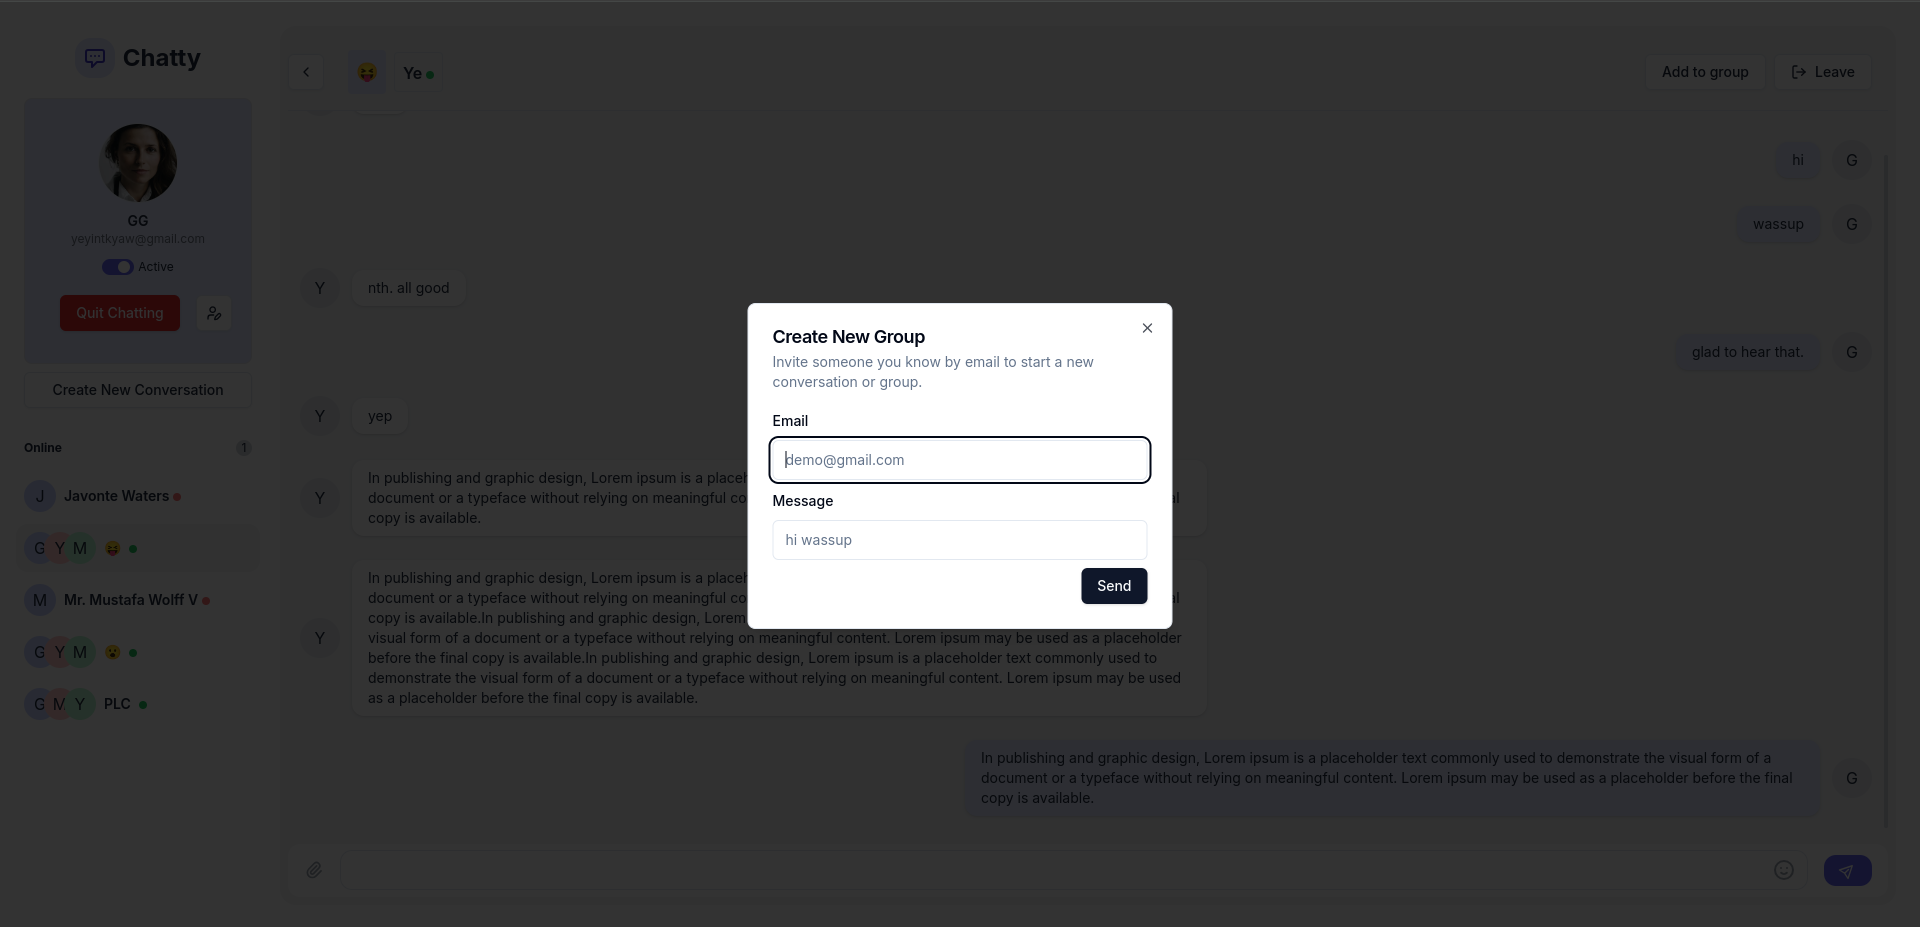 Chatty
GG
yeyintkyaw@gmail.com
Active
Quit Chatting
Create New Conversation
Online
1
J
Javonte Waters
G Y M
M
Mr. Mustafa Wolff V
G Y M
G M Y
PLC
Ye
Add to group
Leave
hi
G
wassup
G
Y
nth. all good
glad to hear that.
G
Y
yep
Y
In publishing and graphic design, Lorem ipsum is a
document or a typeface without relying on meaningful
copy is available.
Y
In publishing and graphic design, Lorem ipsum is a
document or a typeface without relying on meaningful
copy is available.In publishing and graphic design, Lorem
visual form of a document or a typeface without relying on meaningful content. Lorem ipsum may be used as a placeholder
before the final copy is available.In publishing and graphic design, Lorem ipsum is a placeholder text commonly used to
demonstrate the visual form of a document or a typeface without relying on meaningful content. Lorem ipsum may be used
as a placeholder before the final copy is available.
In publishing and graphic design, Lorem ipsum is a placeholder text commonly used to demonstrate the visual form of a
document or a typeface without relying on meaningful content. Lorem ipsum may be used as a placeholder before the final
copy is available.
G
Create New Group
Invite someone you know by email to start a new
conversation or group.
Email
demo@gmail.com
Message
hi wassup
Send